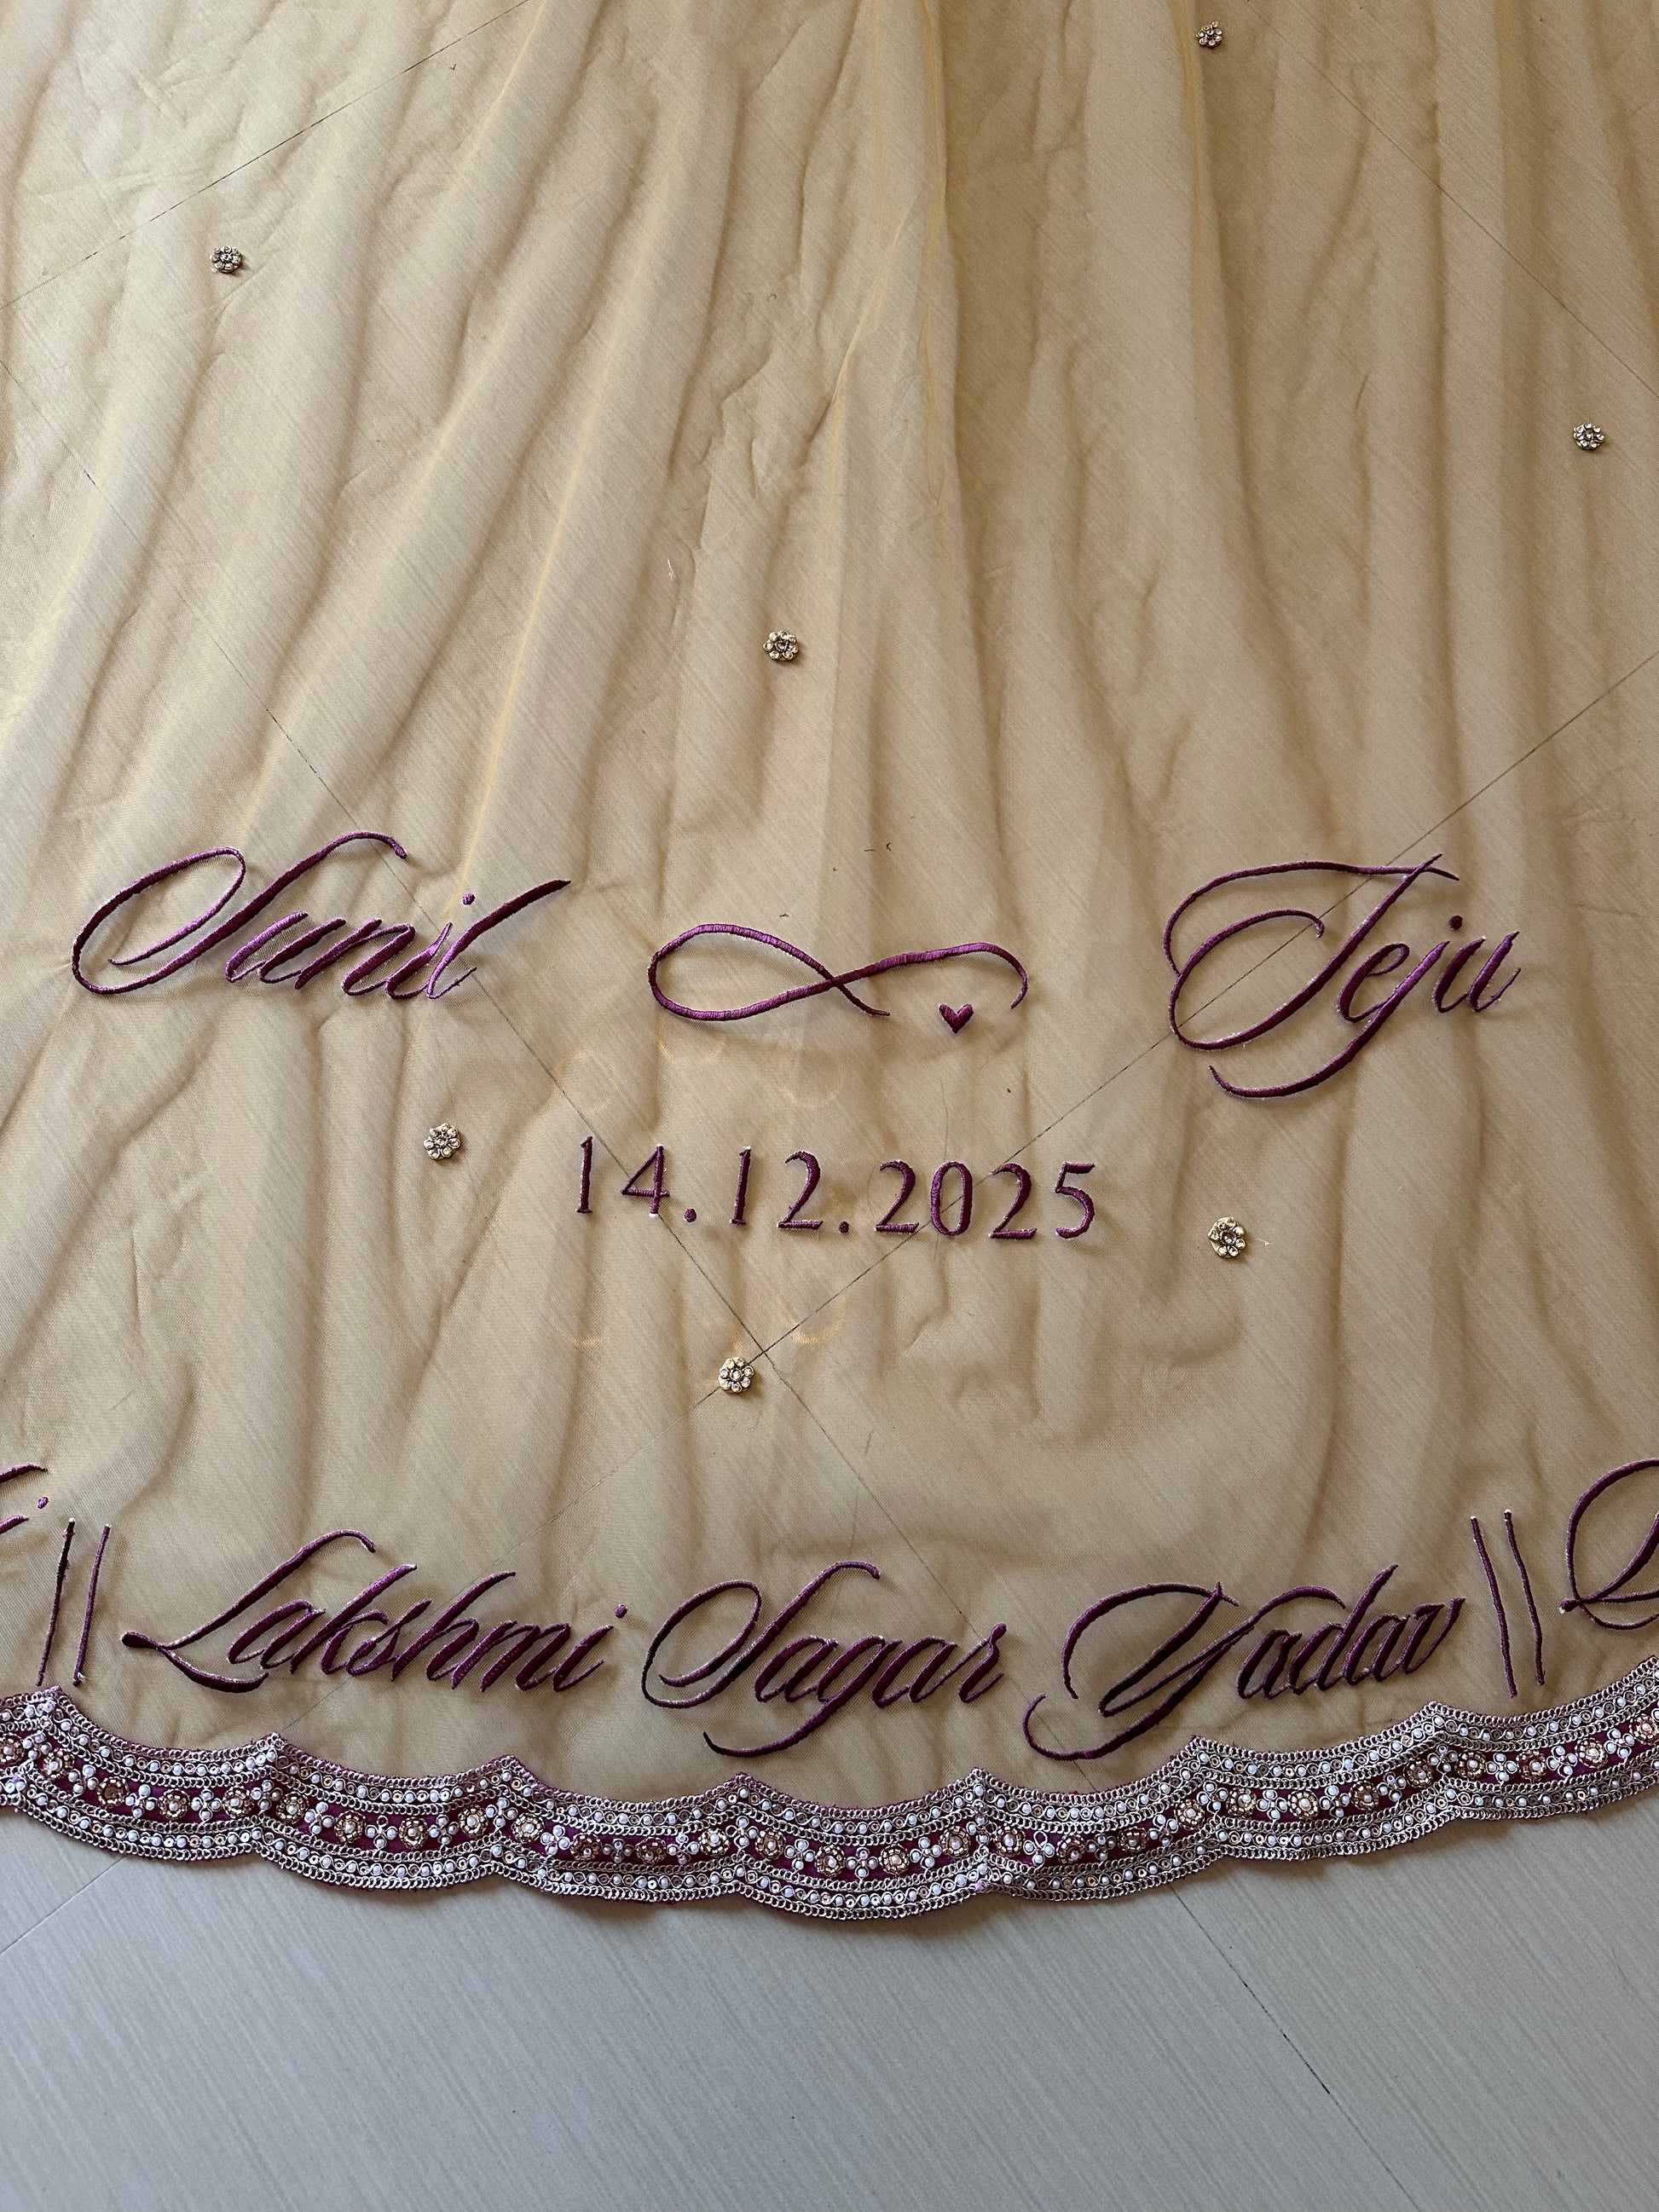 Sunil Teju
14.12.2025
|| Lakshmi Sagar Yadav ||